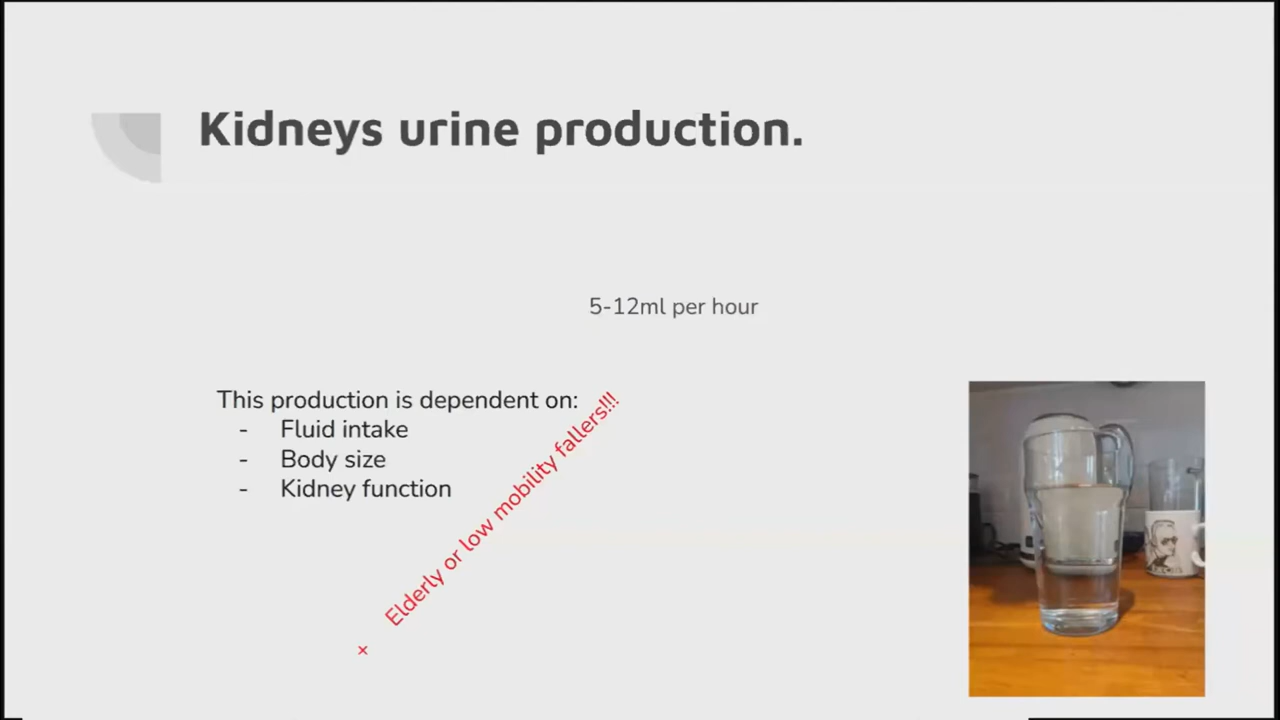 Kidneys urine production.
5-12ml per hour
This production is dependent on:
- Fluid intake
- Body size
- Kidney function
Elderly or low mobility fallers!!!
×